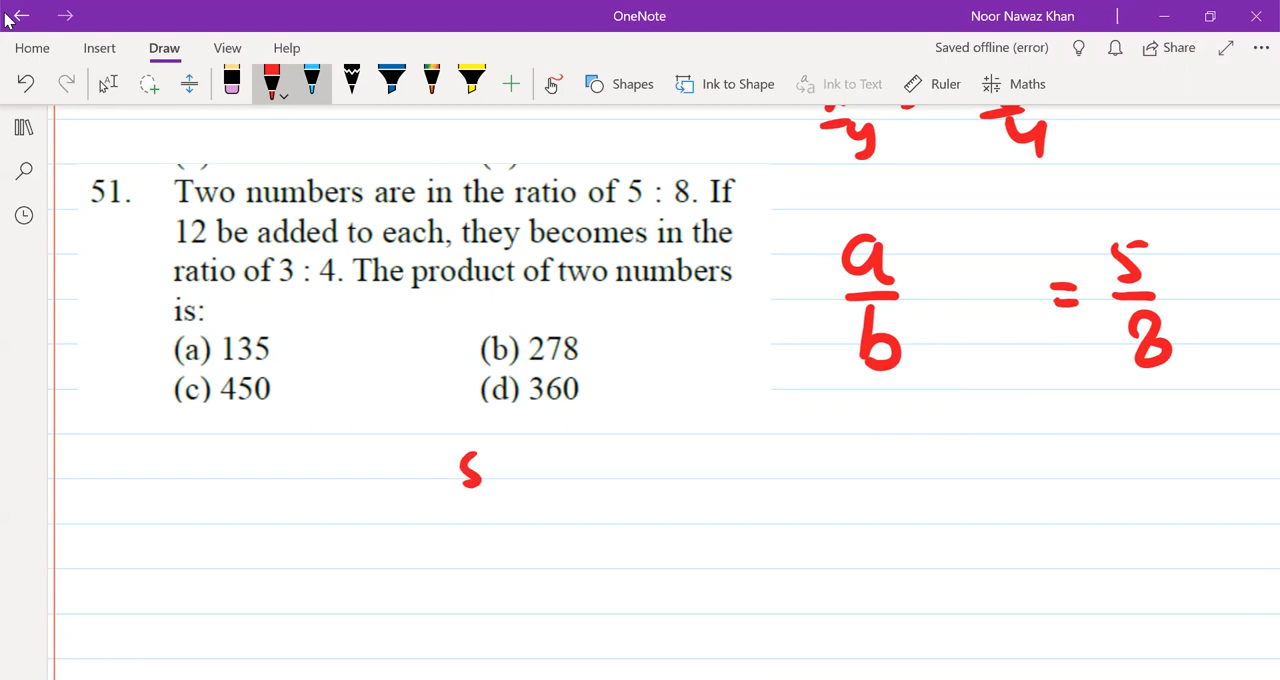 OneNote
Noor Nawaz Khan
Home Insert Draw View Help
Saved offline (error)
Share
Shapes
Ink to Shape
Ink to Text
Ruler
Maths
51. Two numbers are in the ratio of 5 : 8. If
12 be added to each, they becomes in the
ratio of 3 : 4. The product of two numbers
is:
(a) 135 (b) 278
(c) 450 (d) 360
a/b = 5/8
s